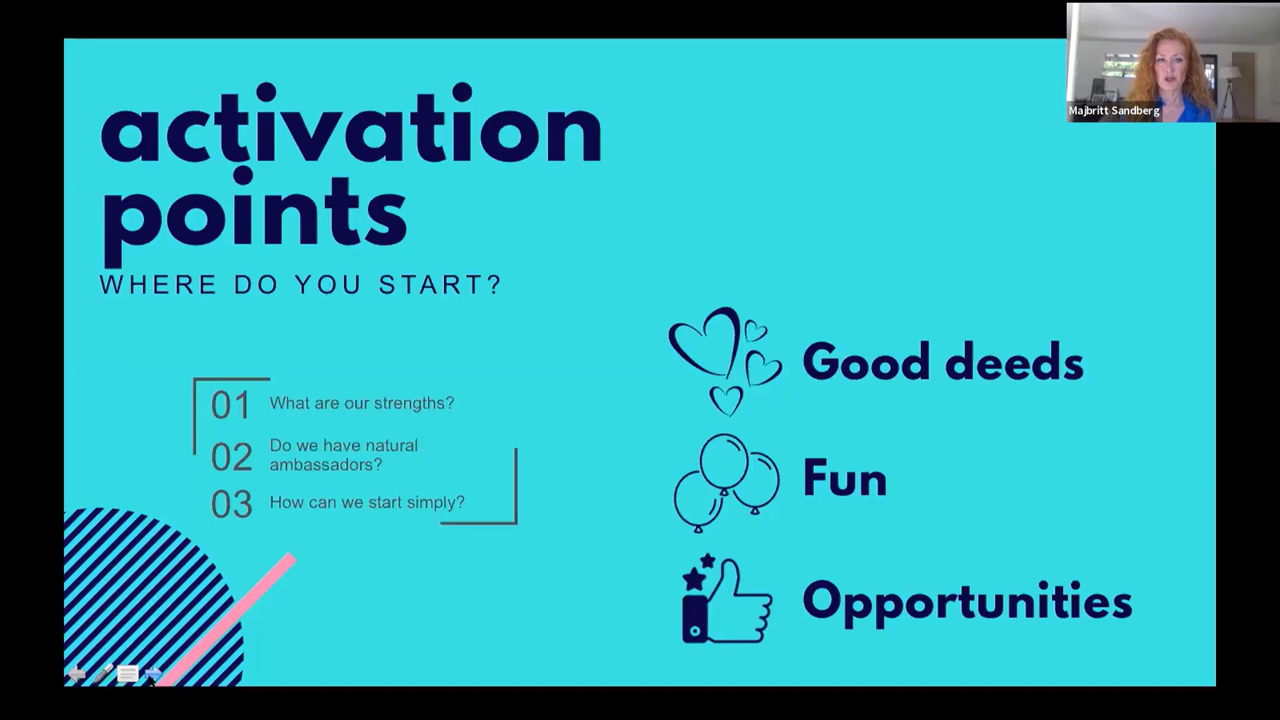 activation
points
WHERE DO YOU START?
01 What are our strengths?
02 Do we have natural
ambassadors?
03 How can we start simply?
Good deeds
Fun
Opportunities
Majbritt Sandberg